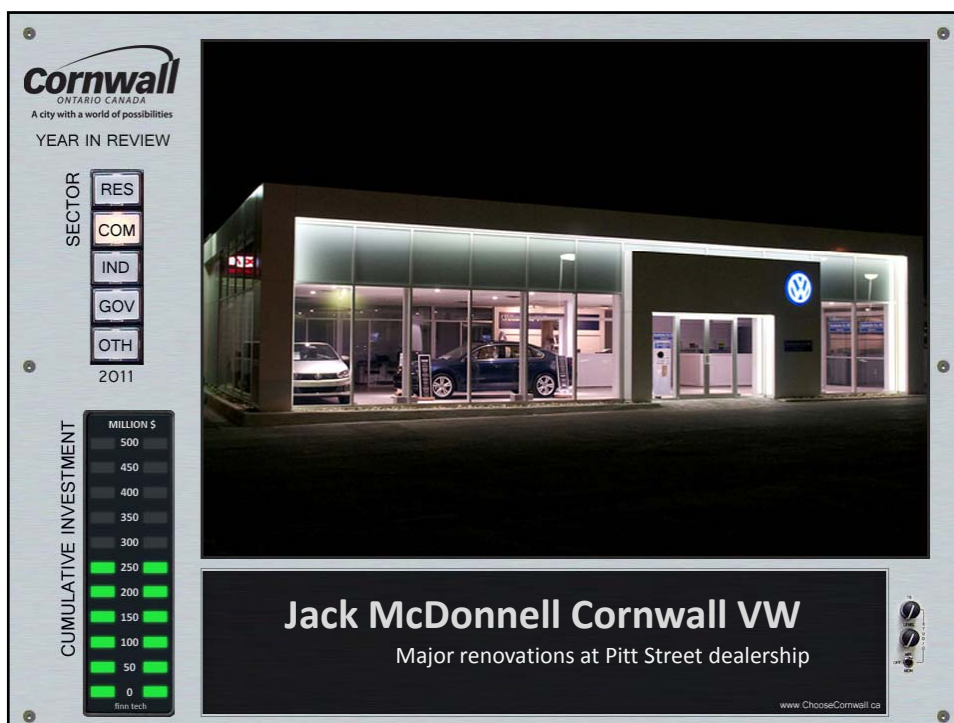 Cornwall
ONTARIO CANADA
A city with a world of possibilities
YEAR IN REVIEW
SECTOR
RES
COM
IND
GOV
OTH
2011
CUMULATIVE INVESTMENT
MILLION $
500
450
400
350
300
250
200
150
100
50
0
finn tech
Jack McDonnell Cornwall VW
Major renovations at Pitt Street dealership
www.ChooseCornwall.ca